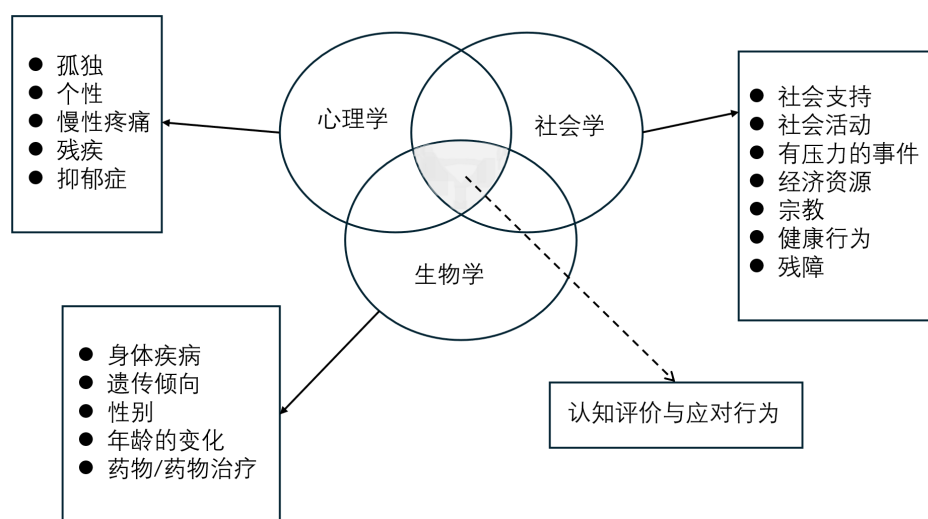 ● 孤独
● 个性
● 慢性疼痛
● 残疾
● 抑郁症
心理学
社会学
生物学
● 社会支持
● 社会活动
● 有压力的事件
● 经济资源
● 宗教
● 健康行为
● 残障
● 身体疾病
● 遗传倾向
● 性别
● 年龄的变化
● 药物/药物治疗
认知评价与应对行为